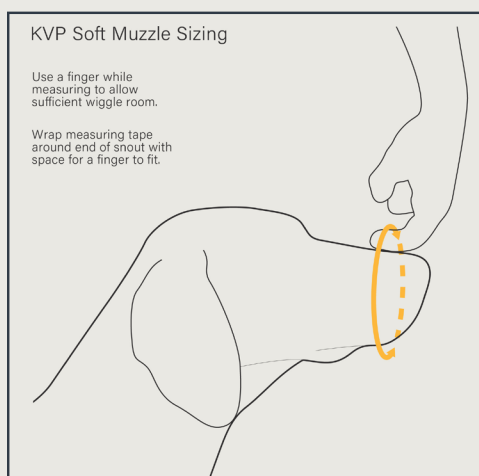 KVP Soft Muzzle Sizing
Use a finger while
measuring to allow
sufficient wiggle room.
Wrap measuring tape
around end of snout with
space for a finger to fit.